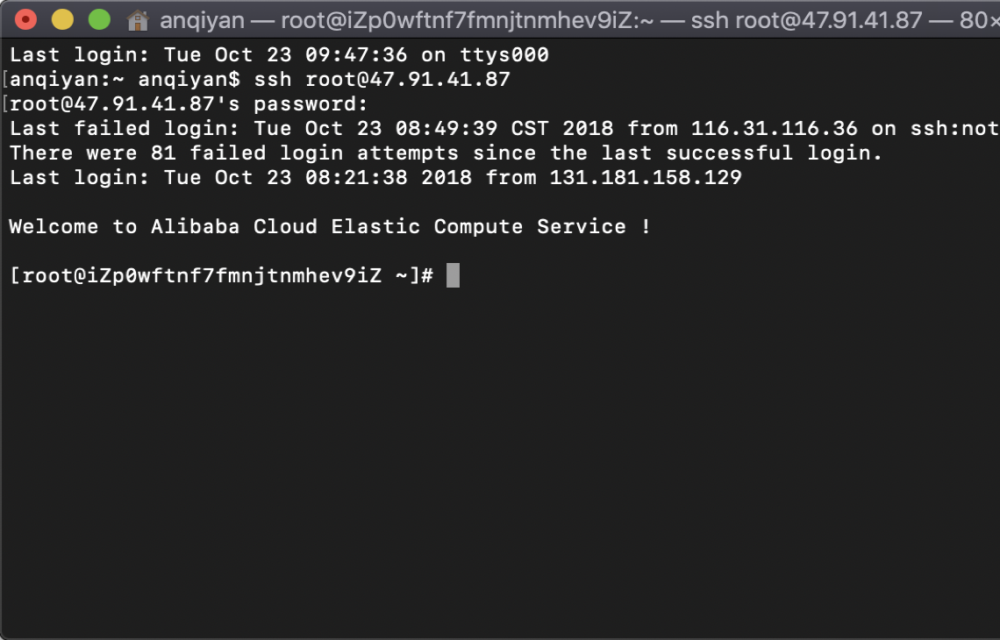 anqiyan — root@iZp0wftnf7fmnjtnmhev9iZ:~ — ssh root@47.91.41.87 — 80×
Last login: Tue Oct 23 09:47:36 on ttys000
[anqiyan:~ anqiyan$ ssh root@47.91.41.87
[root@47.91.41.87's password:
Last failed login: Tue Oct 23 08:49:39 CST 2018 from 116.31.116.36 on ssh:not
There were 81 failed login attempts since the last successful login.
Last login: Tue Oct 23 08:21:38 2018 from 131.181.158.129
Welcome to Alibaba Cloud Elastic Compute Service !
[root@iZp0wftnf7fmnjtnmhev9iZ ~]#